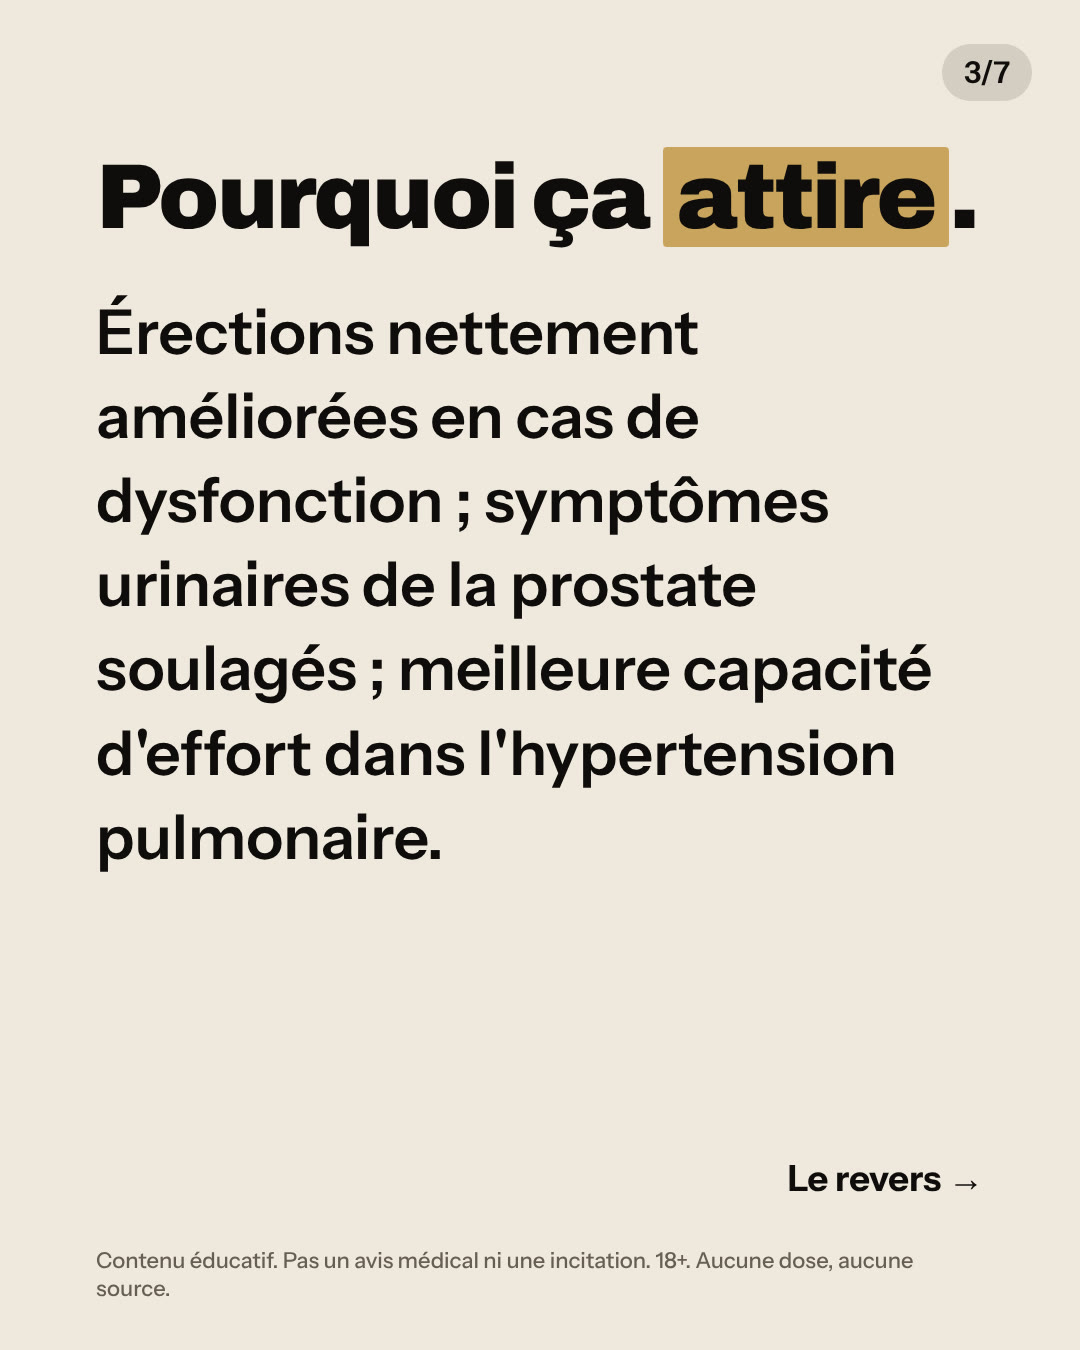 3/7
Pourquoi ça attire.
Érections nettement
améliorées en cas de
dysfonction ; symptômes
urinaires de la prostate
soulagés ; meilleure capacité
d'effort dans l'hypertension
pulmonaire.
Le revers →
Contenu éducatif. Pas un avis médical ni une incitation. 18+. Aucune dose, aucune
source.